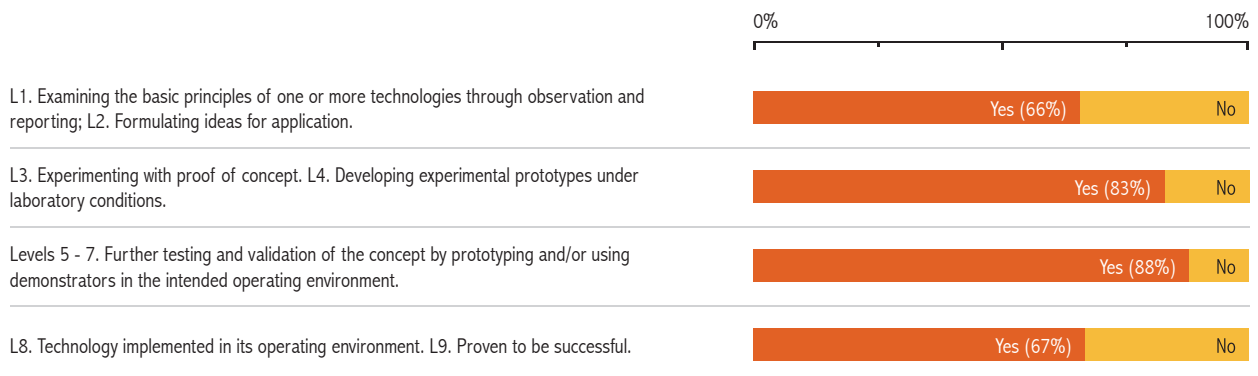 0% 100%
L1. Examining the basic principles of one or more technologies through observation and
reporting; L2. Formulating ideas for application.
Yes (66%) No
L3. Experimenting with proof of concept. L4. Developing experimental prototypes under
laboratory conditions.
Yes (83%) No
Levels 5 - 7. Further testing and validation of the concept by prototyping and/or using
demonstrators in the intended operating environment.
Yes (88%) No
L8. Technology implemented in its operating environment. L9. Proven to be successful.
Yes (67%) No